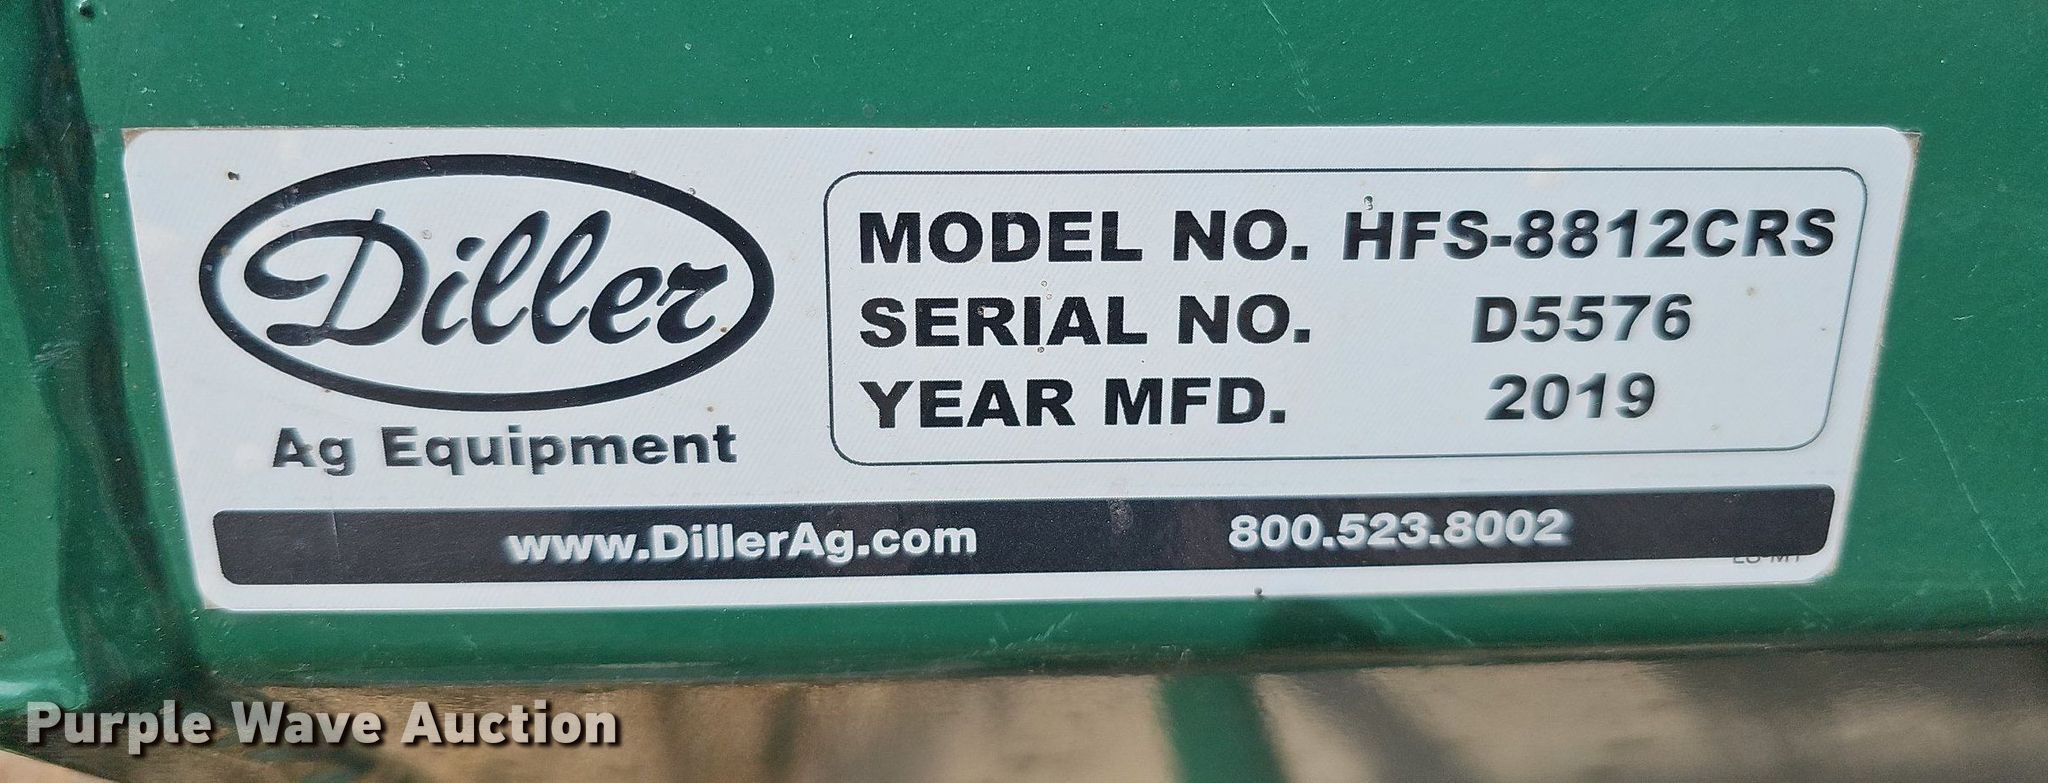 Diller
Ag Equipment
MODEL NO. HFS-8812CRS
SERIAL NO. D5576
YEAR MFD. 2019
www.DillerAg.com 800.523.8002
Purple Wave Auction